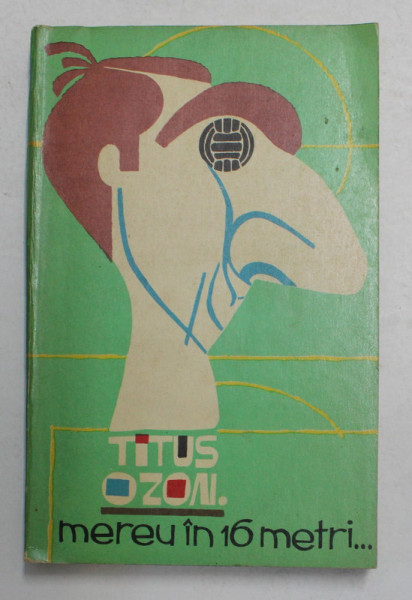 TITUS
OZON.
mereu în 16 metri...